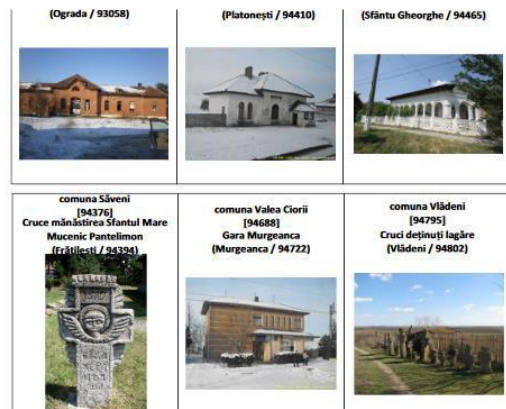 (Ograda / 93058)
(Platonești / 94410)
(Sfântu Gheorghe / 94465)
comuna Săveni
[94376]
Cruce mănăstirea Sfantul Mare
Mucenic Pantelimon
(Frățilești / 94394)
comuna Valea Ciorii
[94688]
Gara Murgeanca
(Murgeanca / 94722)
comuna Vlădeni
[94795]
Cruci deținuți lagăre
(Vlădeni / 94802)